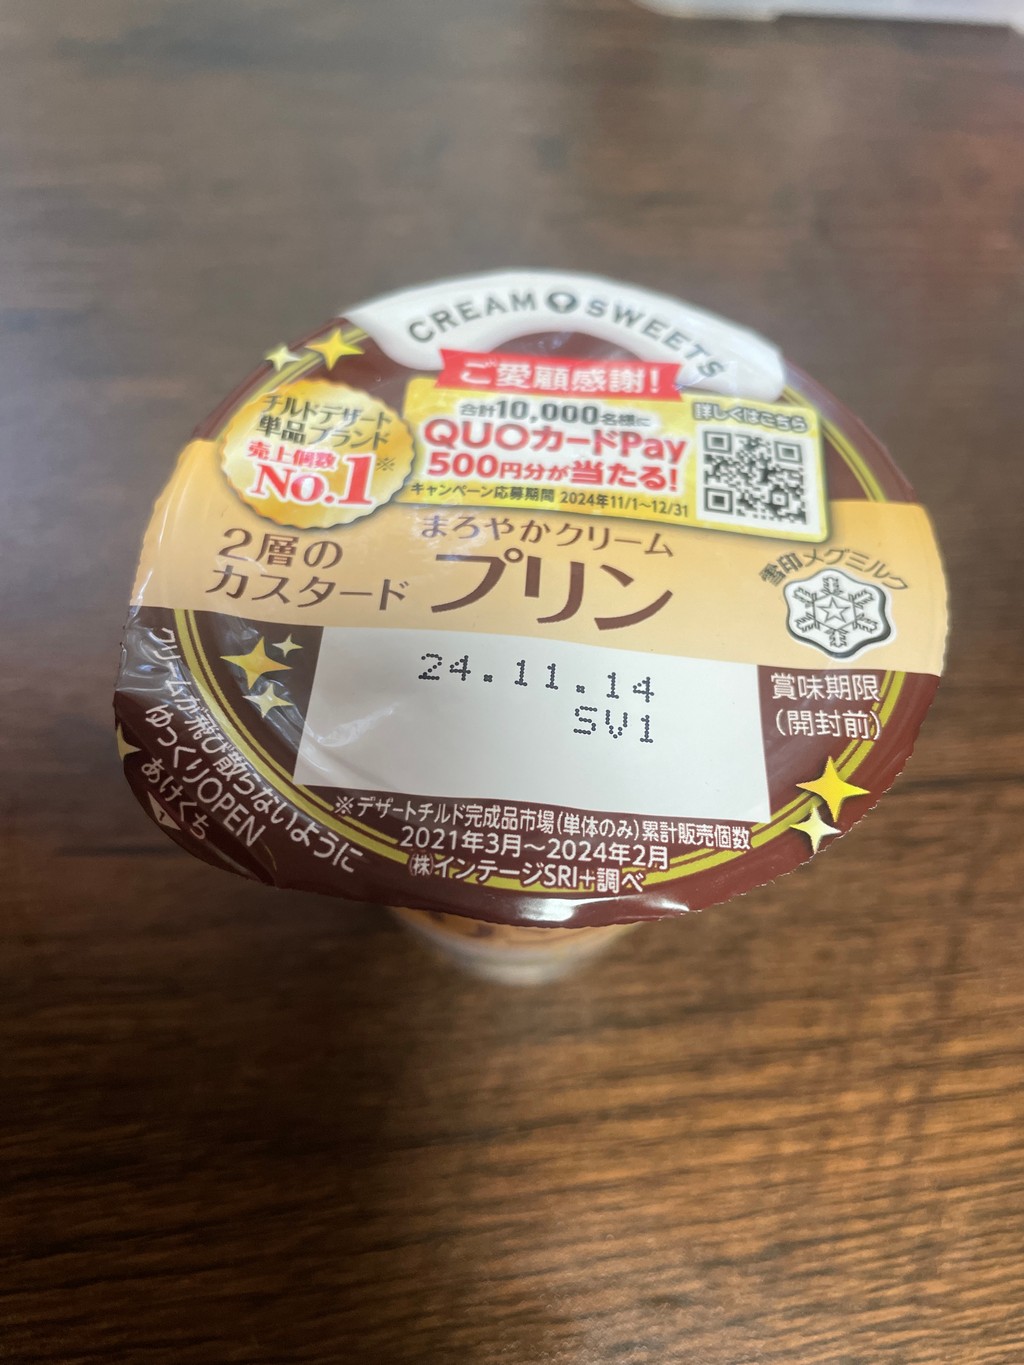 CREAM SWEETS
ご愛顧感謝!
チルドデザート
単品ブランド
売上個数
No.1※
合計10,000名様に
QUOカードPay
500円分が当たる!
キャンペーン応募期間 2024年11/1~12/31
詳しくはこちら
まろやかクリーム
2層の
カスタード
プリン
雪印メグミルク
24.11.14
SV1
賞味期限
(開封前)
クリームが飛び散らないように
ゆっくりOPEN
あけくち
※デザートチルド完成品市場(単体のみ)累計販売個数
2021年3月~2024年2月
㈱インテージSRI+調べ